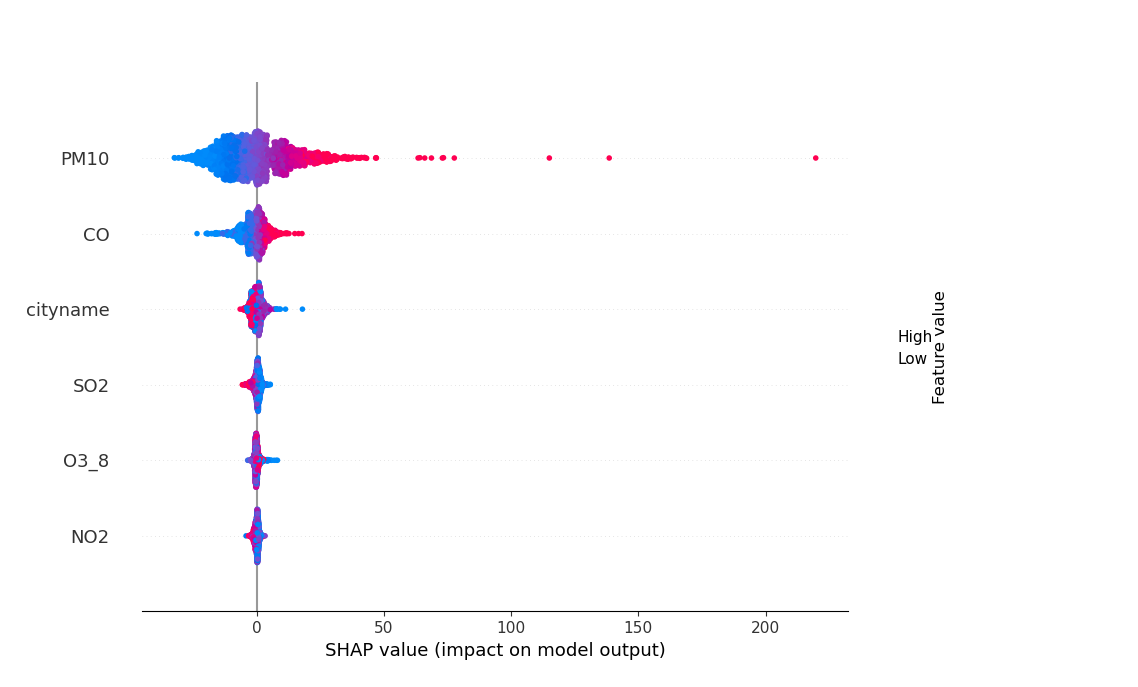 PM10
CO
cityname
SO2
O3_8
NO2
0 50 100 150 200
SHAP value (impact on model output)
High
Low
Feature value